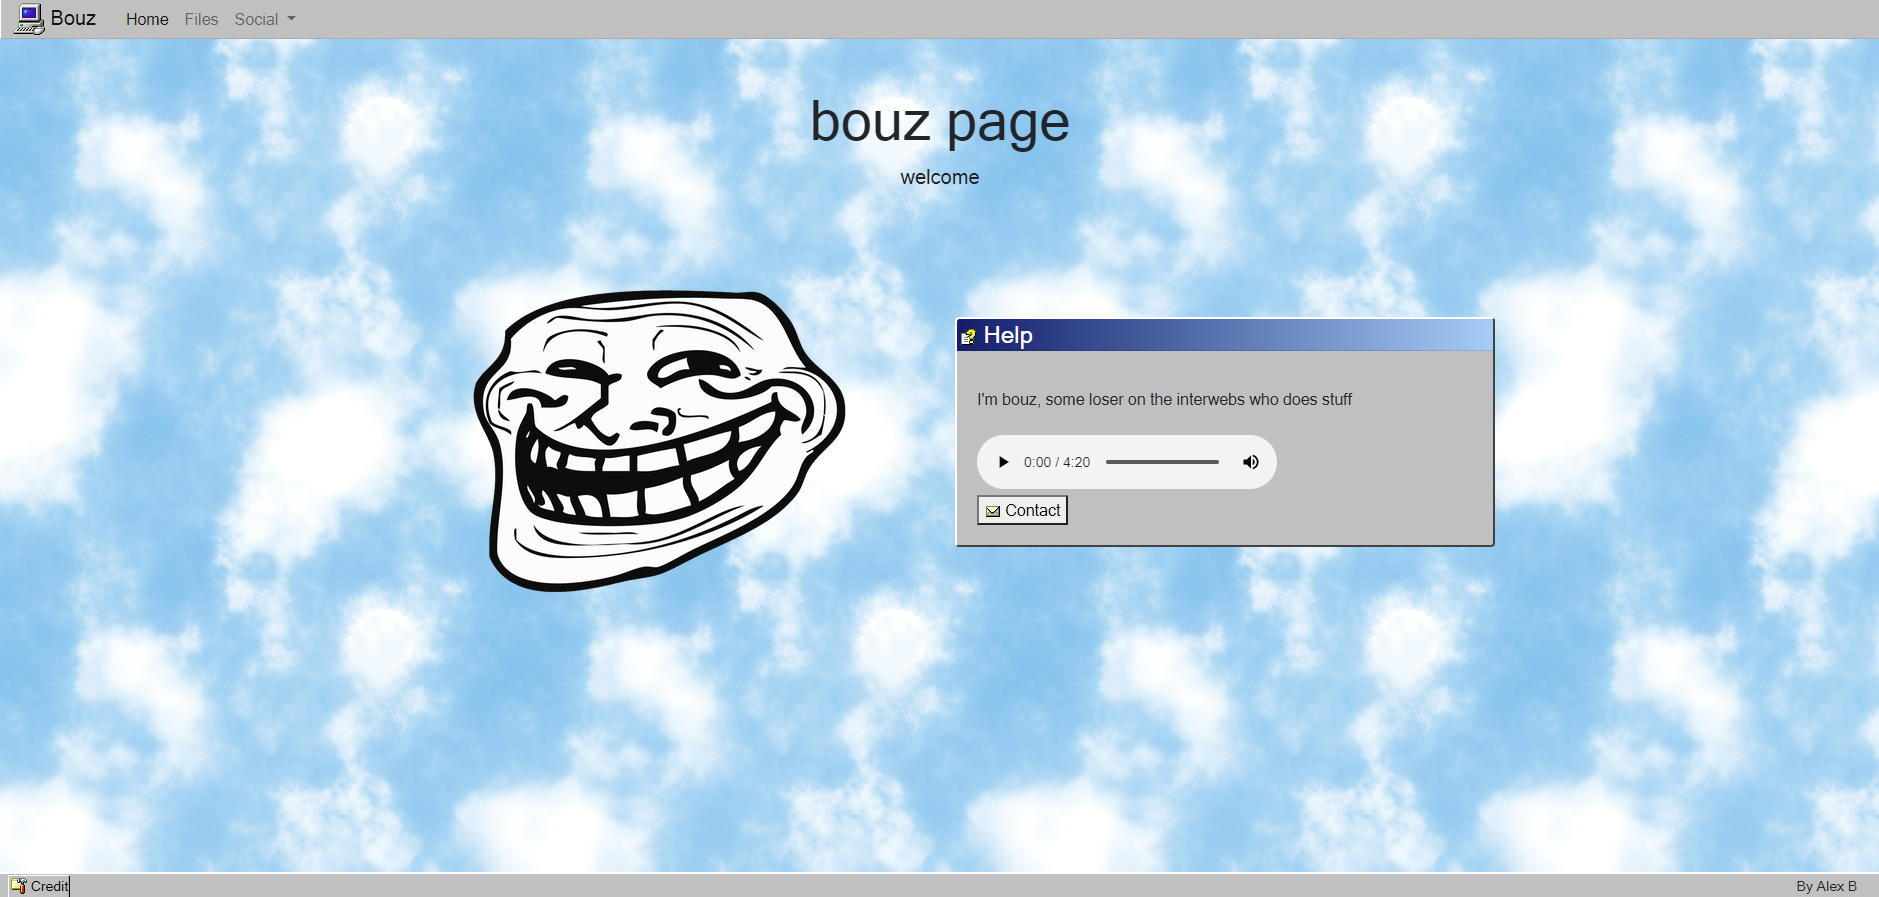 Bouz Home Files Social
bouz page
welcome
Help
I'm bouz, some loser on the interwebs who does stuff
0:00 / 4:20
Contact
Credit By Alex B